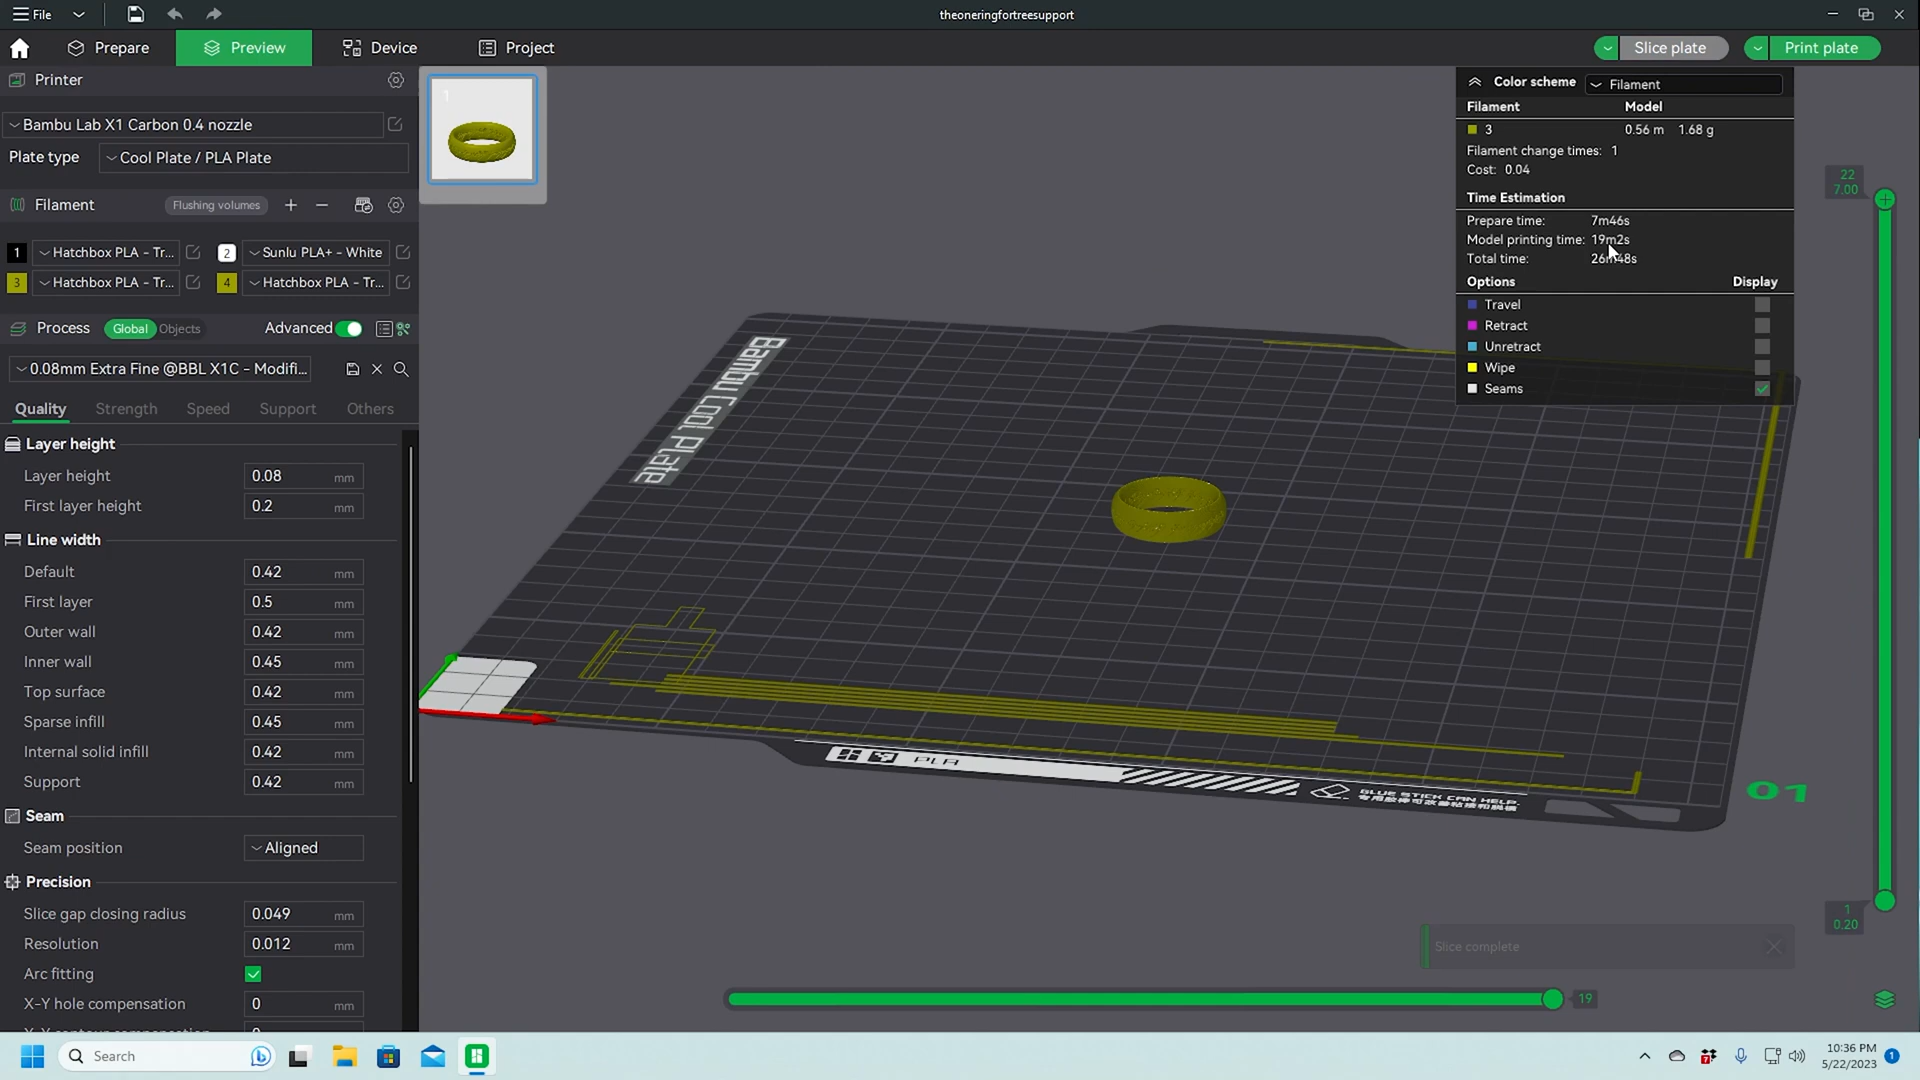 File
theoneringfortreesupport
Prepare
Preview
Device
Project
Slice plate
Print plate
Printer
Bambu Lab X1 Carbon 0.4 nozzle
Plate type
Cool Plate / PLA Plate
Filament
Flushing volumes
1
Hatchbox PLA - Tr...
2
Sunlu PLA+ - White
3
Hatchbox PLA - Tr...
4
Hatchbox PLA - Tr...
Process
Global
Objects
Advanced
0.08mm Extra Fine @BBL X1C - Modifi...
Quality
Strength
Speed
Support
Others
Layer height
Layer height 0.08 mm
First layer height 0.2 mm
Line width
Default 0.42 mm
First layer 0.5 mm
Outer wall 0.42 mm
Inner wall 0.45 mm
Top surface 0.42 mm
Sparse infill 0.45 mm
Internal solid infill 0.42 mm
Support 0.42 mm
Seam
Seam position Aligned
Precision
Slice gap closing radius 0.049 mm
Resolution 0.012 mm
Arc fitting
X-Y hole compensation 0 mm
1
Bambu Cool Plate
PLA
GLUE STICK CAN HELP.
01
Color scheme Filament
Filament Model
3 0.56 m 1.68 g
Filament change times: 1
Cost: 0.04
Time Estimation
Prepare time: 7m46s
Model printing time: 19m2s
Total time: 26m48s
Options Display
Travel
Retract
Unretract
Wipe
Seams
22
7.00
1
0.20
Slice complete
19
Search
10:36 PM
5/22/2023
1